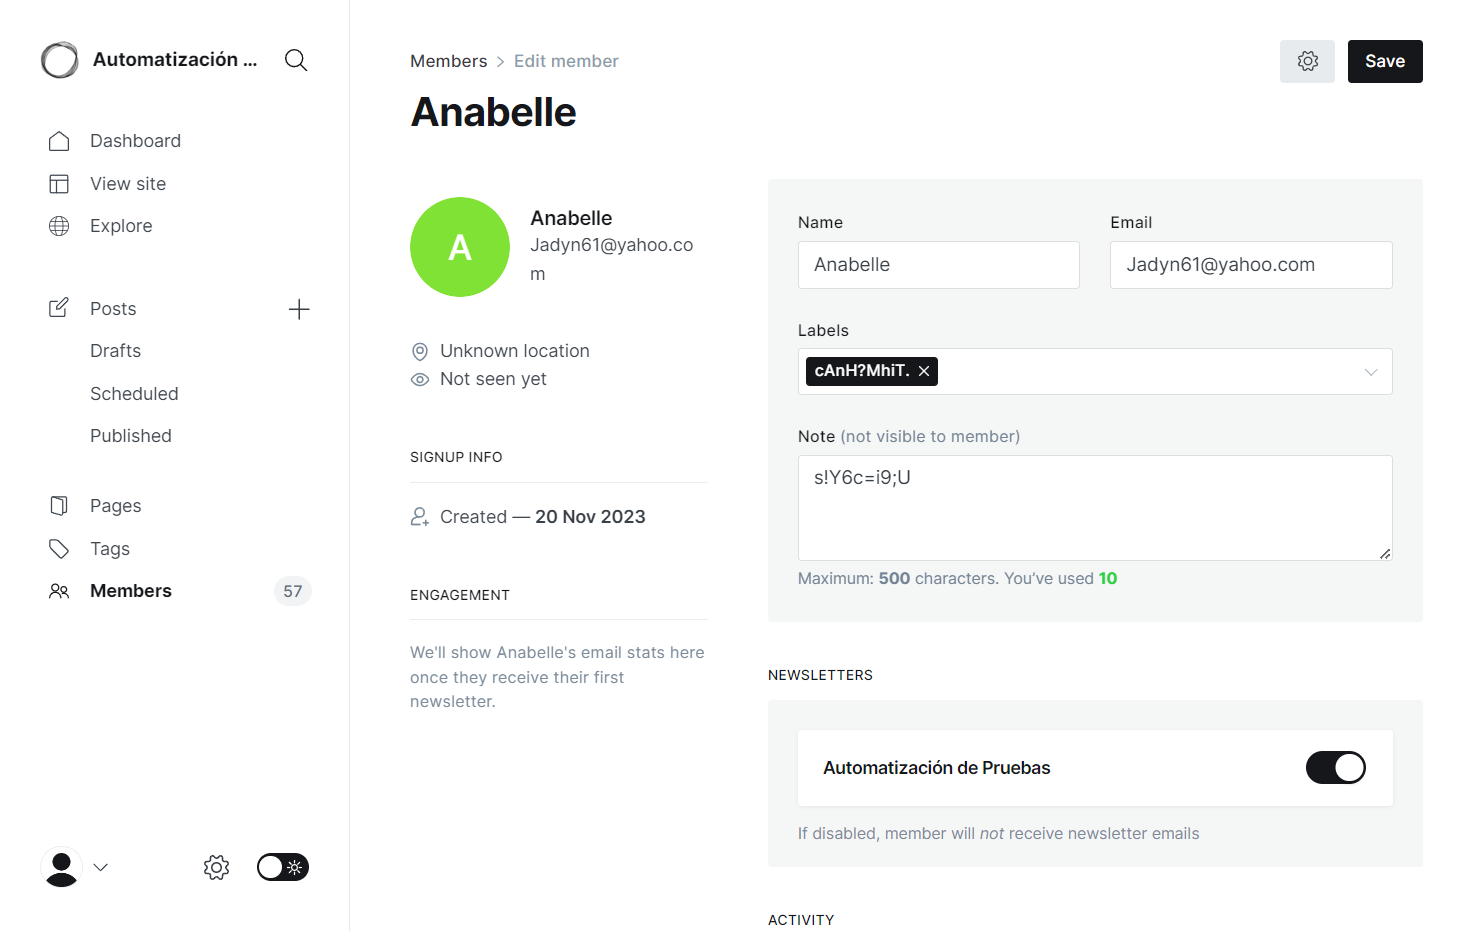 Automatización ...
Dashboard
View site
Explore
Posts
Drafts
Scheduled
Published
Pages
Tags
Members 57
Members > Edit member
Save
Anabelle
A
Anabelle
Jadyn61@yahoo.co
m
Unknown location
Not seen yet
SIGNUP INFO
Created — 20 Nov 2023
ENGAGEMENT
We'll show Anabelle's email stats here
once they receive their first
newsletter.
Name
Anabelle
Email
Jadyn61@yahoo.com
Labels
cAnH?MhiT.
Note (not visible to member)
s!Y6c=i9;U
Maximum: 500 characters. You’ve used 10
NEWSLETTERS
Automatización de Pruebas
If disabled, member will not receive newsletter emails
ACTIVITY